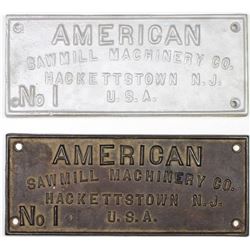 AMERICAN
SAWMILL MACHINERY CO.
HACKETTSTOWN N.J.
No 1 U.S.A.
AMERICAN
SAWMILL MACHINERY CO.
HACKETTSTOWN N.J.
No 1 U.S.A.